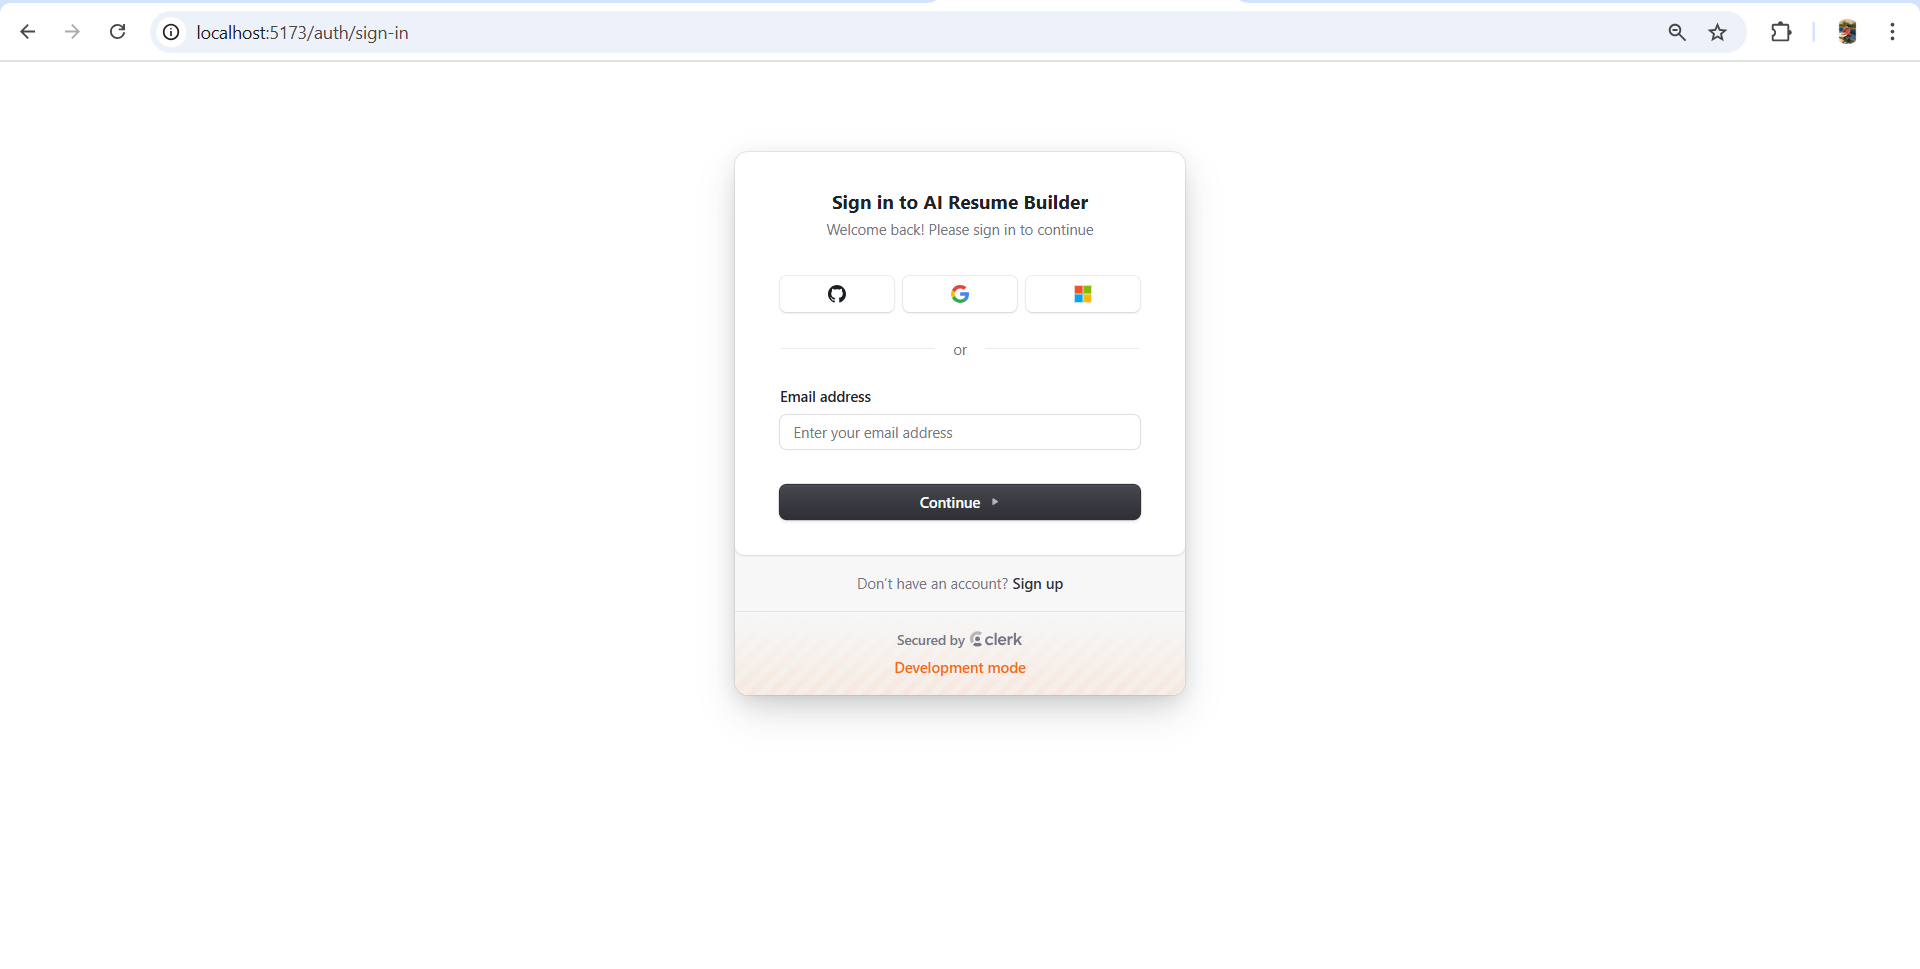 localhost:5173/auth/sign-in
Sign in to AI Resume Builder
Welcome back! Please sign in to continue
or
Email address
Enter your email address
Continue
Don’t have an account? Sign up
Secured by clerk
Development mode